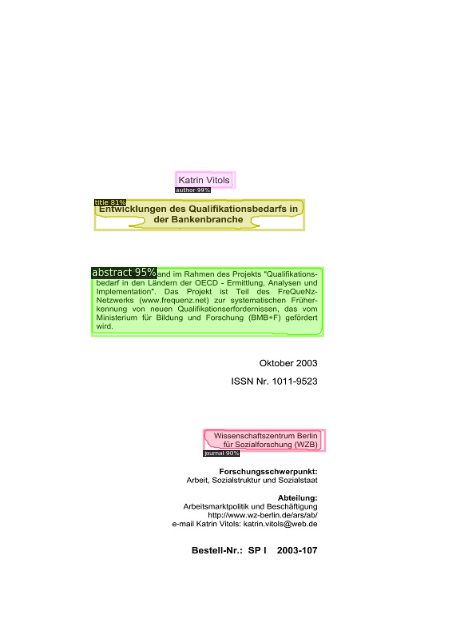 Katrin Vitols
author 99%
title 81%
Entwicklungen des Qualifikationsbedarfs in
der Bankenbranche
abstract 95%
and im Rahmen des Projekts "Qualifikations-
bedarf in den Ländern der OECD - Ermittlung, Analysen und
Implementation". Das Projekt ist Teil des FreQueNz-
Netzwerks (www.frequenz.net) zur systematischen Früher-
kennung von neuen Qualifikationserfordernissen, das vom
Ministerium für Bildung und Forschung (BMB+F) gefördert
wird.
Oktober 2003
ISSN Nr. 1011-9523
Wissenschaftszentrum Berlin
für Sozialforschung (WZB)
journal 90%
Forschungsschwerpunkt:
Arbeit, Sozialstruktur und Sozialstaat
Abteilung:
Arbeitsmarktpolitik und Beschäftigung
http://www.wz-berlin.de/ars/ab/
e-mail Katrin Vitols: katrin.vitols@web.de
Bestell-Nr.: SP I 2003-107